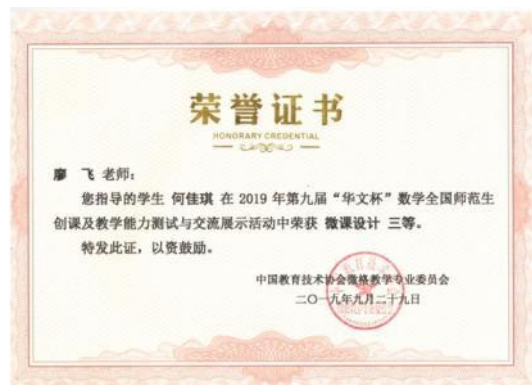 荣誉证书
HONORARY CREDENTIAL
廖 飞 老师:
您指导的学生 何佳琪 在 2019 年第九届“华文杯”数学全国师范生
创课及教学能力测试与交流展示活动中荣获 微课设计 三等。
特发此证，以资鼓励。
中国教育技术协会微格教学专业委员会
二〇一九年九月二十九日